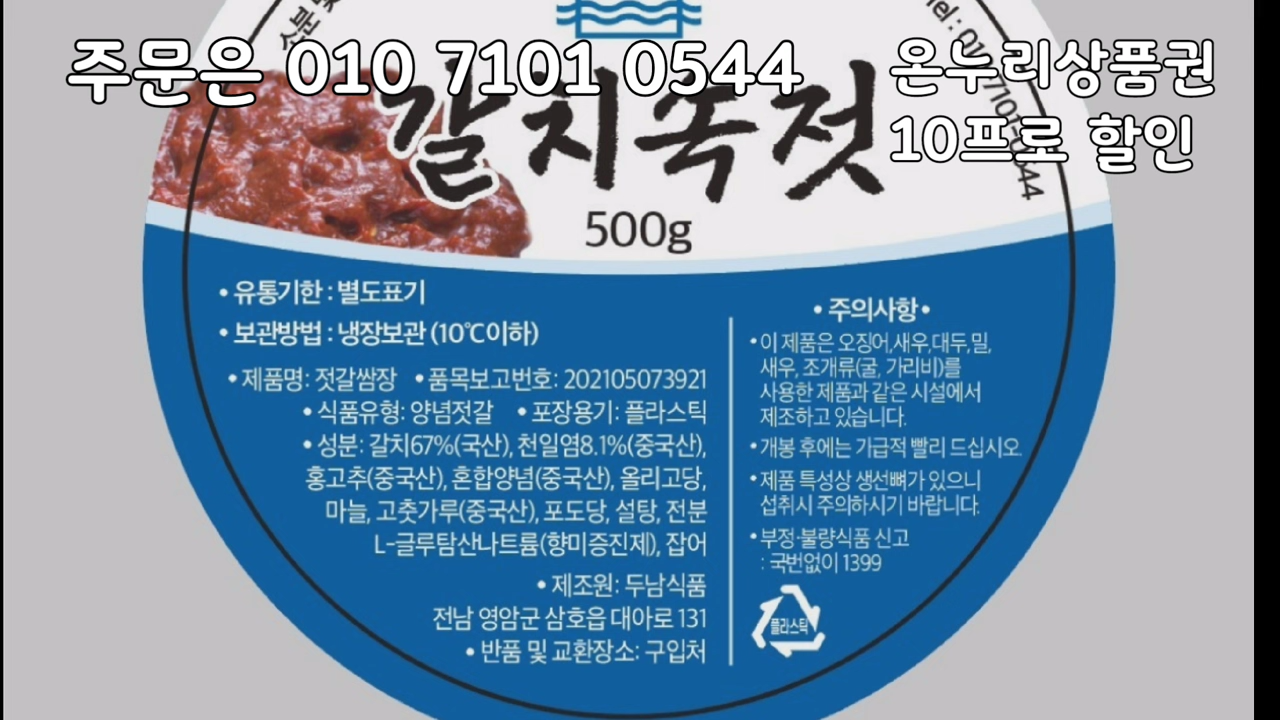 주문은 010 7101 0544
온누리상품권
10프로 할인
소분 및
Tel : 010-7101-0544
갈치속젓
500g
• 유통기한 : 별도표기
• 보관방법 : 냉장보관 (10℃이하)
• 제품명: 젓갈쌈장 • 품목보고번호: 202105073921
• 식품유형: 양념젓갈 • 포장용기: 플라스틱
• 성분: 갈치67%(국산), 천일염8.1%(중국산),
홍고추(중국산), 혼합양념(중국산), 올리고당,
마늘, 고춧가루(중국산), 포도당, 설탕, 전분
L-글루탐산나트륨(향미증진제), 잡어
• 제조원: 두남식품
전남 영암군 삼호읍 대아로 131
• 반품 및 교환장소: 구입처
• 주의사항 •
• 이 제품은 오징어,새우,대두,밀,
새우, 조개류(굴, 가리비)를
사용한 제품과 같은 시설에서
제조하고 있습니다.
• 개봉 후에는 기급적 빨리 드십시오.
• 제품 특성상 생선뼈가 있으니
섭취시 주의하시기 바랍니다.
• 부정·불량식품 신고
: 국번없이 1399
플라스틱